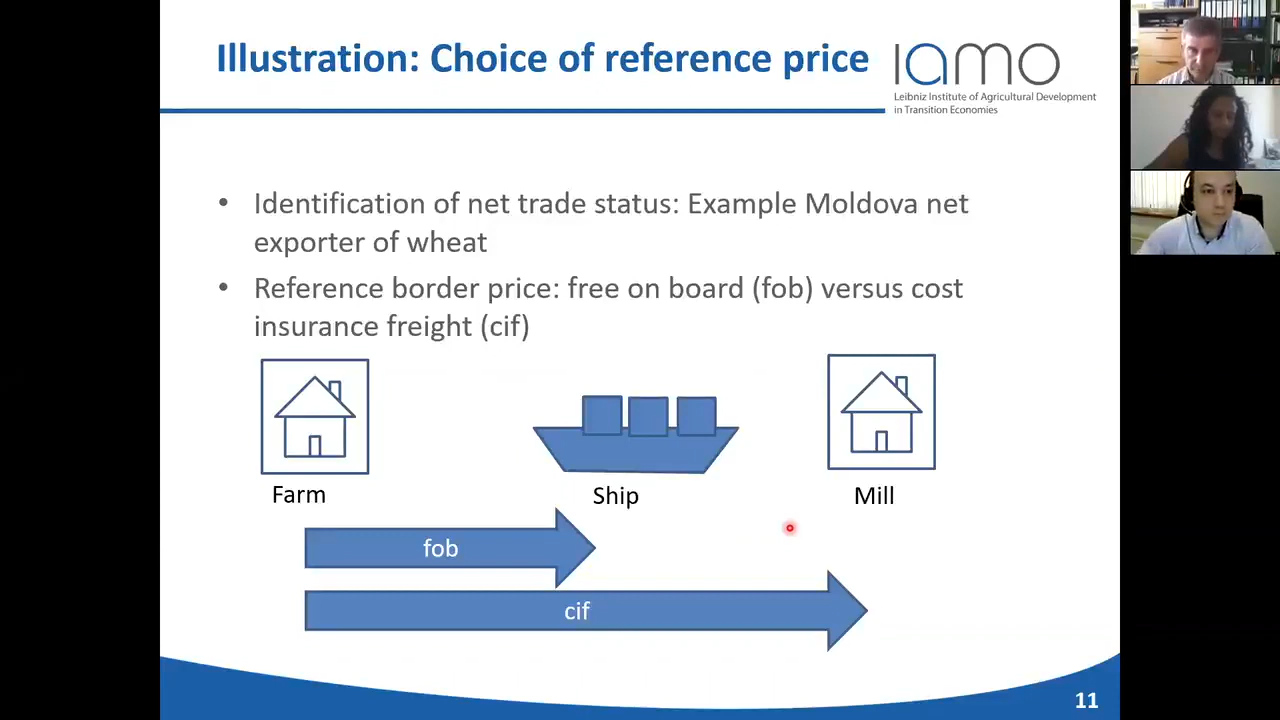 Illustration: Choice of reference price
iamo
Leibniz Institute of Agricultural Development
in Transition Economies
• Identification of net trade status: Example Moldova net
exporter of wheat
• Reference border price: free on board (fob) versus cost
insurance freight (cif)
Farm
Ship
Mill
fob
cif
11